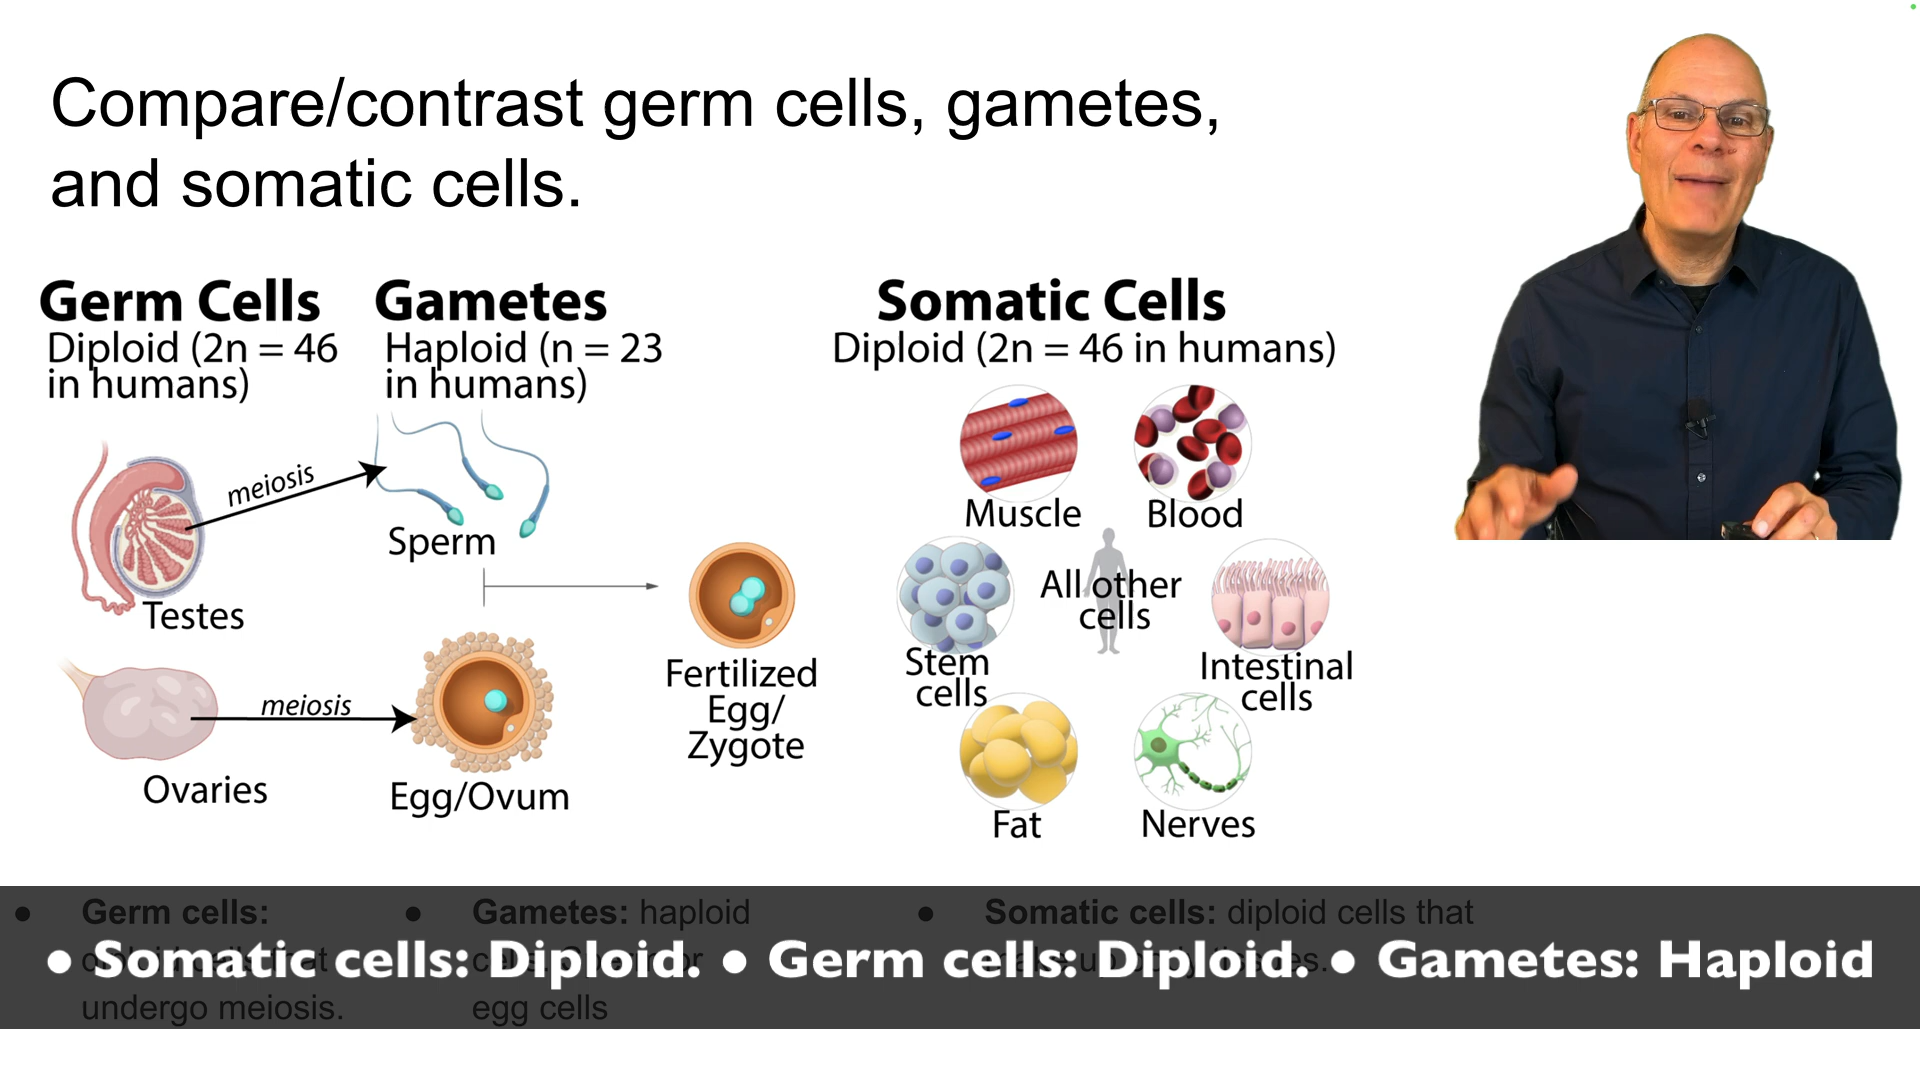 Compare/contrast germ cells, gametes,
and somatic cells.
Germ Cells
Diploid (2n = 46
in humans)
Gametes
Haploid (n = 23
in humans)
Somatic Cells
Diploid (2n = 46 in humans)
meiosis
Sperm
Testes
meiosis
Ovaries
Egg/Ovum
Fertilized
Egg/
Zygote
Muscle
Blood
Stem
cells
All other
cells
Intestinal
cells
Fat
Nerves
● Germ cells:
undergo meiosis.
● Gametes: haploid
egg cells
● Somatic cells: diploid cells that
● Somatic cells: Diploid. ● Germ cells: Diploid. ● Gametes: Haploid